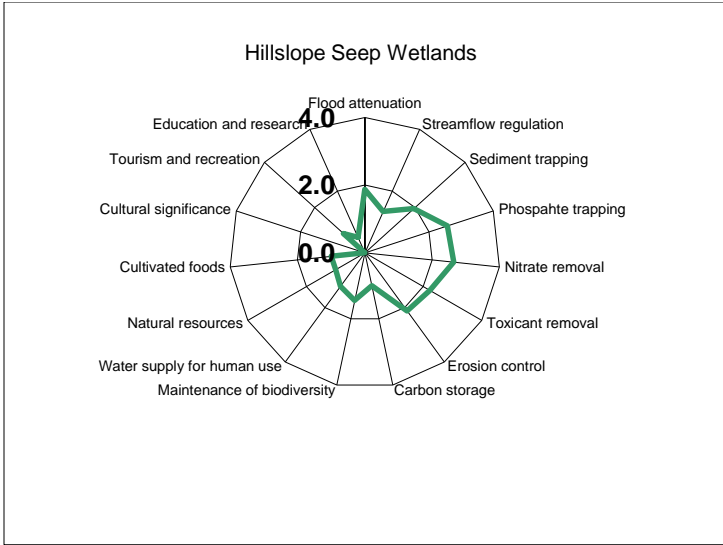 Hillslope Seep Wetlands
Flood attenuation
4.0
Education and research
Streamflow regulation
Tourism and recreation
Sediment trapping
2.0
Cultural significance
Phospahte trapping
0.0
Cultivated foods
Nitrate removal
Natural resources
Toxicant removal
Water supply for human use
Erosion control
Maintenance of biodiversity
Carbon storage